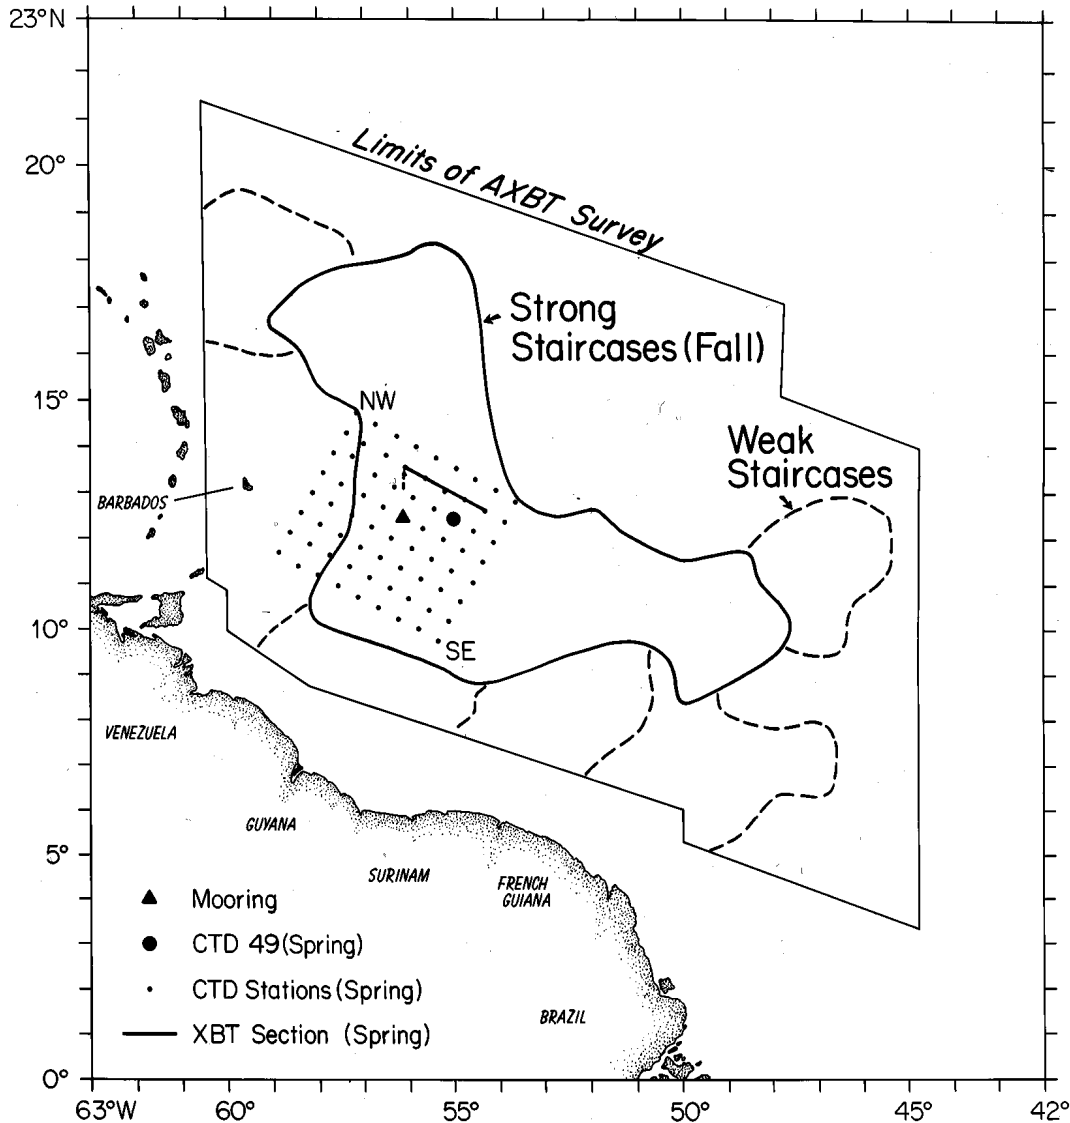 23°N
20°
15°
10°
5°
0°
63°W
60°
55°
50°
45°
42°
Limits of AXBT Survey
Strong
Staircases (Fall)
Weak
Staircases
NW
SE
BARBADOS
VENEZUELA
GUYANA
SURINAM
FRENCH
GUIANA
BRAZIL
Mooring
CTD 49 (Spring)
CTD Stations (Spring)
XBT Section (Spring)